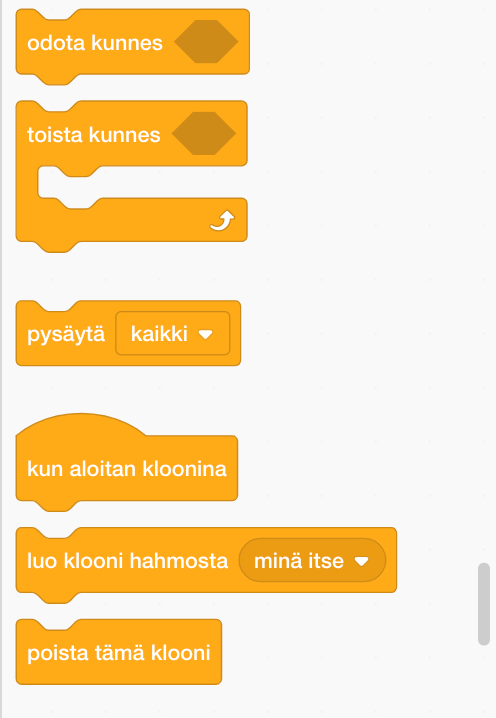 odota kunnes
toista kunnes
pysäytä kaikki
kun aloitan kloonina
luo klooni hahmosta minä itse
poista tämä klooni